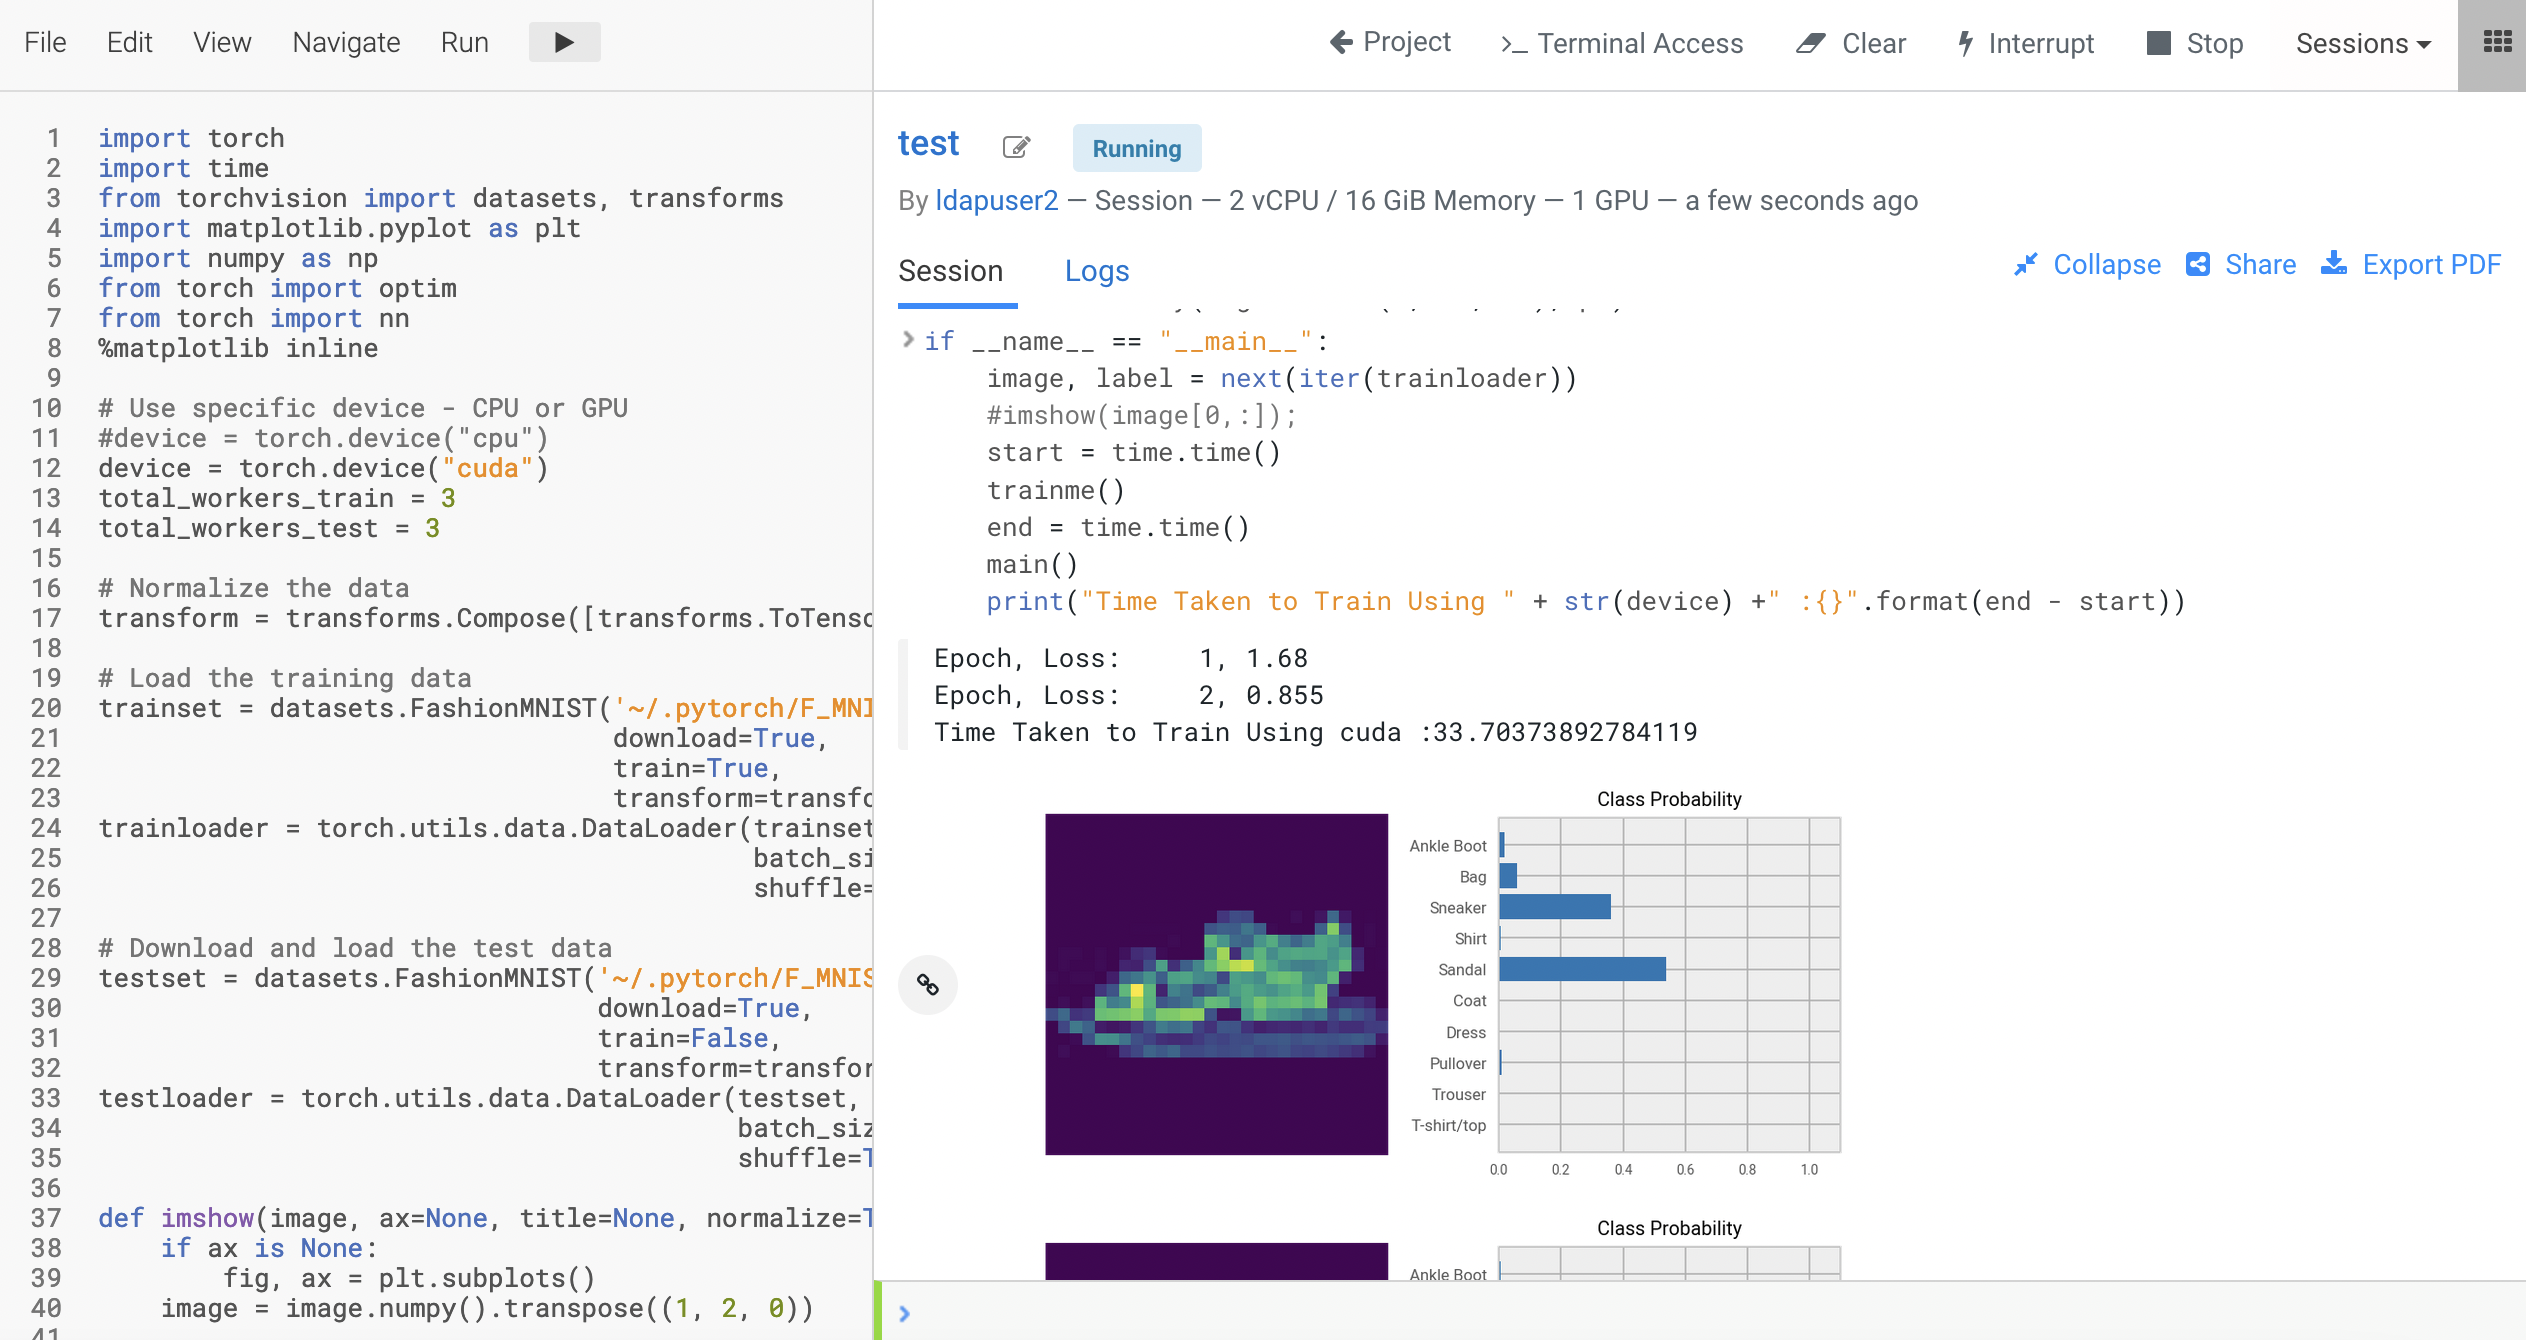 File Edit View Navigate Run
Project Terminal Access Clear Interrupt Stop Sessions
1 import torch
2 import time
3 from torchvision import datasets, transforms
4 import matplotlib.pyplot as plt
5 import numpy as np
6 from torch import optim
7 from torch import nn
8 %matplotlib inline
9
10 # Use specific device - CPU or GPU
11 #device = torch.device("cpu")
12 device = torch.device("cuda")
13 total_workers_train = 3
14 total_workers_test = 3
15
16 # Normalize the data
17 transform = transforms.Compose([transforms.ToTenso
18
19 # Load the training data
20 trainset = datasets.FashionMNIST('~/.pytorch/F_MNI
21 download=True,
22 train=True,
23 transform=transfo
24 trainloader = torch.utils.data.DataLoader(trainset
25 batch_si
26 shuffle=
27
28 # Download and load the test data
29 testset = datasets.FashionMNIST('~/.pytorch/F_MNIS
30 download=True,
31 train=False,
32 transform=transfor
33 testloader = torch.utils.data.DataLoader(testset,
34 batch_siz
35 shuffle=T
36
37 def imshow(image, ax=None, title=None, normalize=T
38 if ax is None:
39 fig, ax = plt.subplots()
40 image = image.numpy().transpose((1, 2, 0))
41
test Running
By ldapuser2 — Session — 2 vCPU / 16 GiB Memory — 1 GPU — a few seconds ago
Session Logs Collapse Share Export PDF
if __name__ == "__main__":
image, label = next(iter(trainloader))
#imshow(image[0,:]);
start = time.time()
trainme()
end = time.time()
main()
print("Time Taken to Train Using " + str(device) +" :{}".format(end - start))
Epoch, Loss: 1, 1.68
Epoch, Loss: 2, 0.855
Time Taken to Train Using cuda :33.70373892784119
Class Probability
Ankle Boot
Bag
Sneaker
Shirt
Sandal
Coat
Dress
Pullover
Trouser
T-shirt/top
0.0 0.2 0.4 0.6 0.8 1.0
Class Probability
Ankle Boot